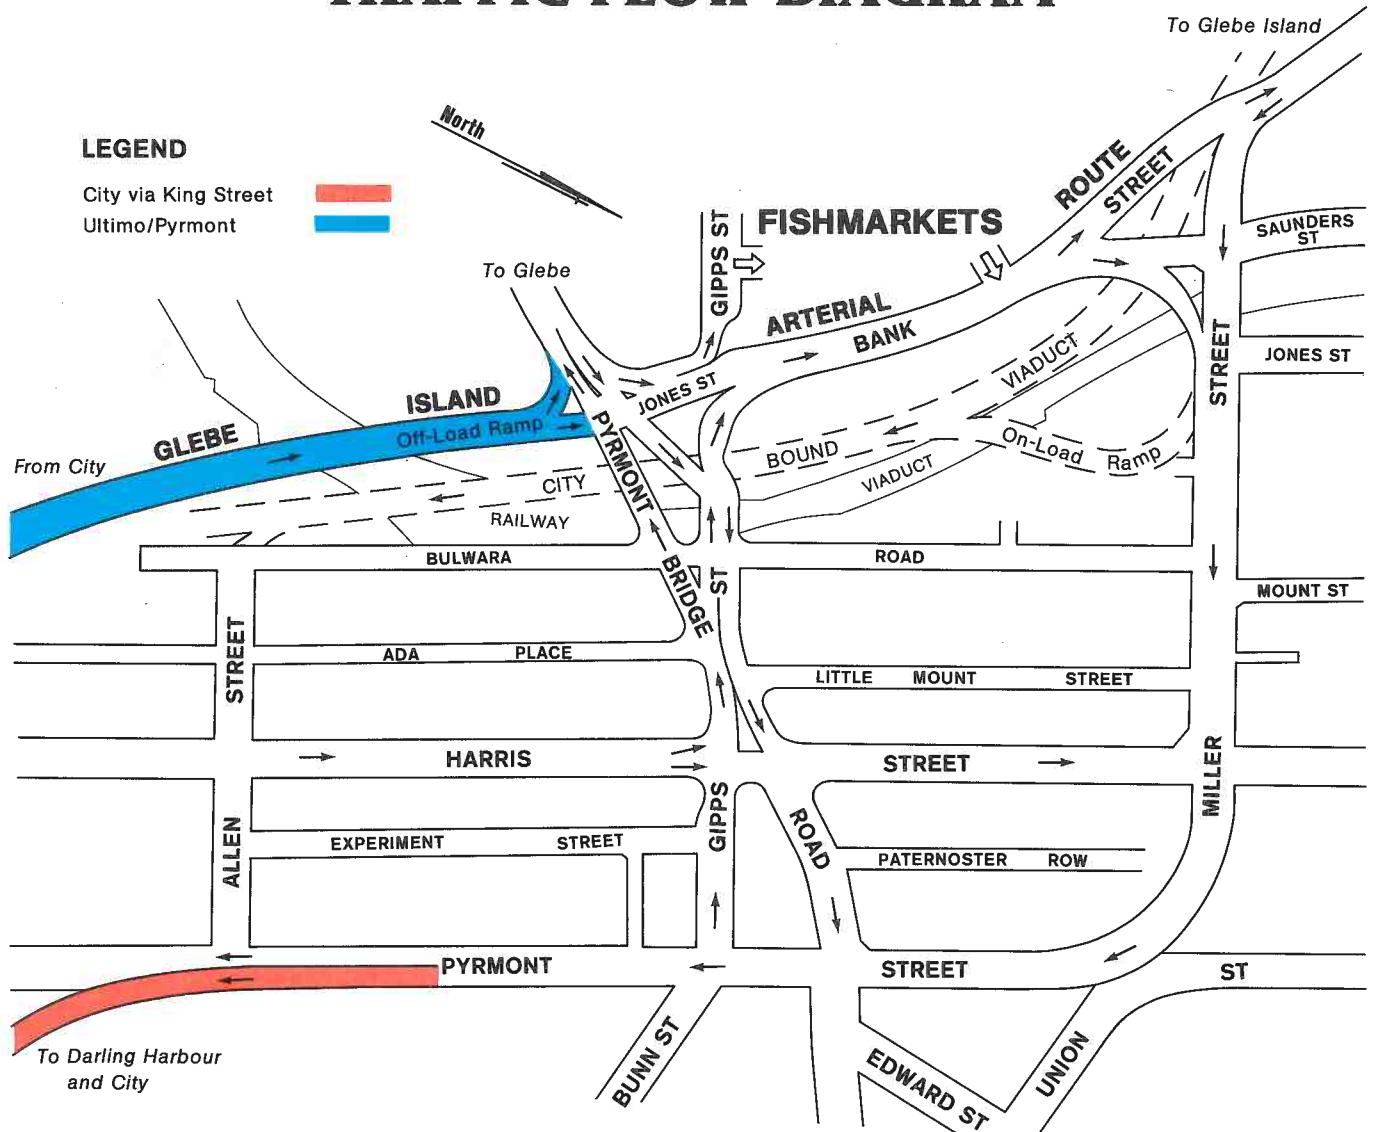 TRAFFIC FLOW DIAGRAM
To Glebe Island
North
LEGEND
City via King Street
Ultimo/Pyrmont
To Glebe
GIPPS ST
FISHMARKETS
ROUTE
STREET
SAUNDERS
ST
ARTERIAL
BANK
JONES ST
STREET
JONES ST
VIADUCT
GLEBE
ISLAND
Off-Load Ramp
From City
PYRMONT
BOUND
On-Load Ramp
CITY
VIADUCT
RAILWAY
BULWARA
ROAD
BRIDGE
ST
MOUNT ST
STREET
ADA PLACE
LITTLE MOUNT STREET
HARRIS
STREET
MILLER
ALLEN
GIPPS
ROAD
EXPERIMENT STREET
PATERNOSTER ROW
PYRMONT
STREET
ST
To Darling Harbour
and City
BUNN ST
EDWARD ST
UNION